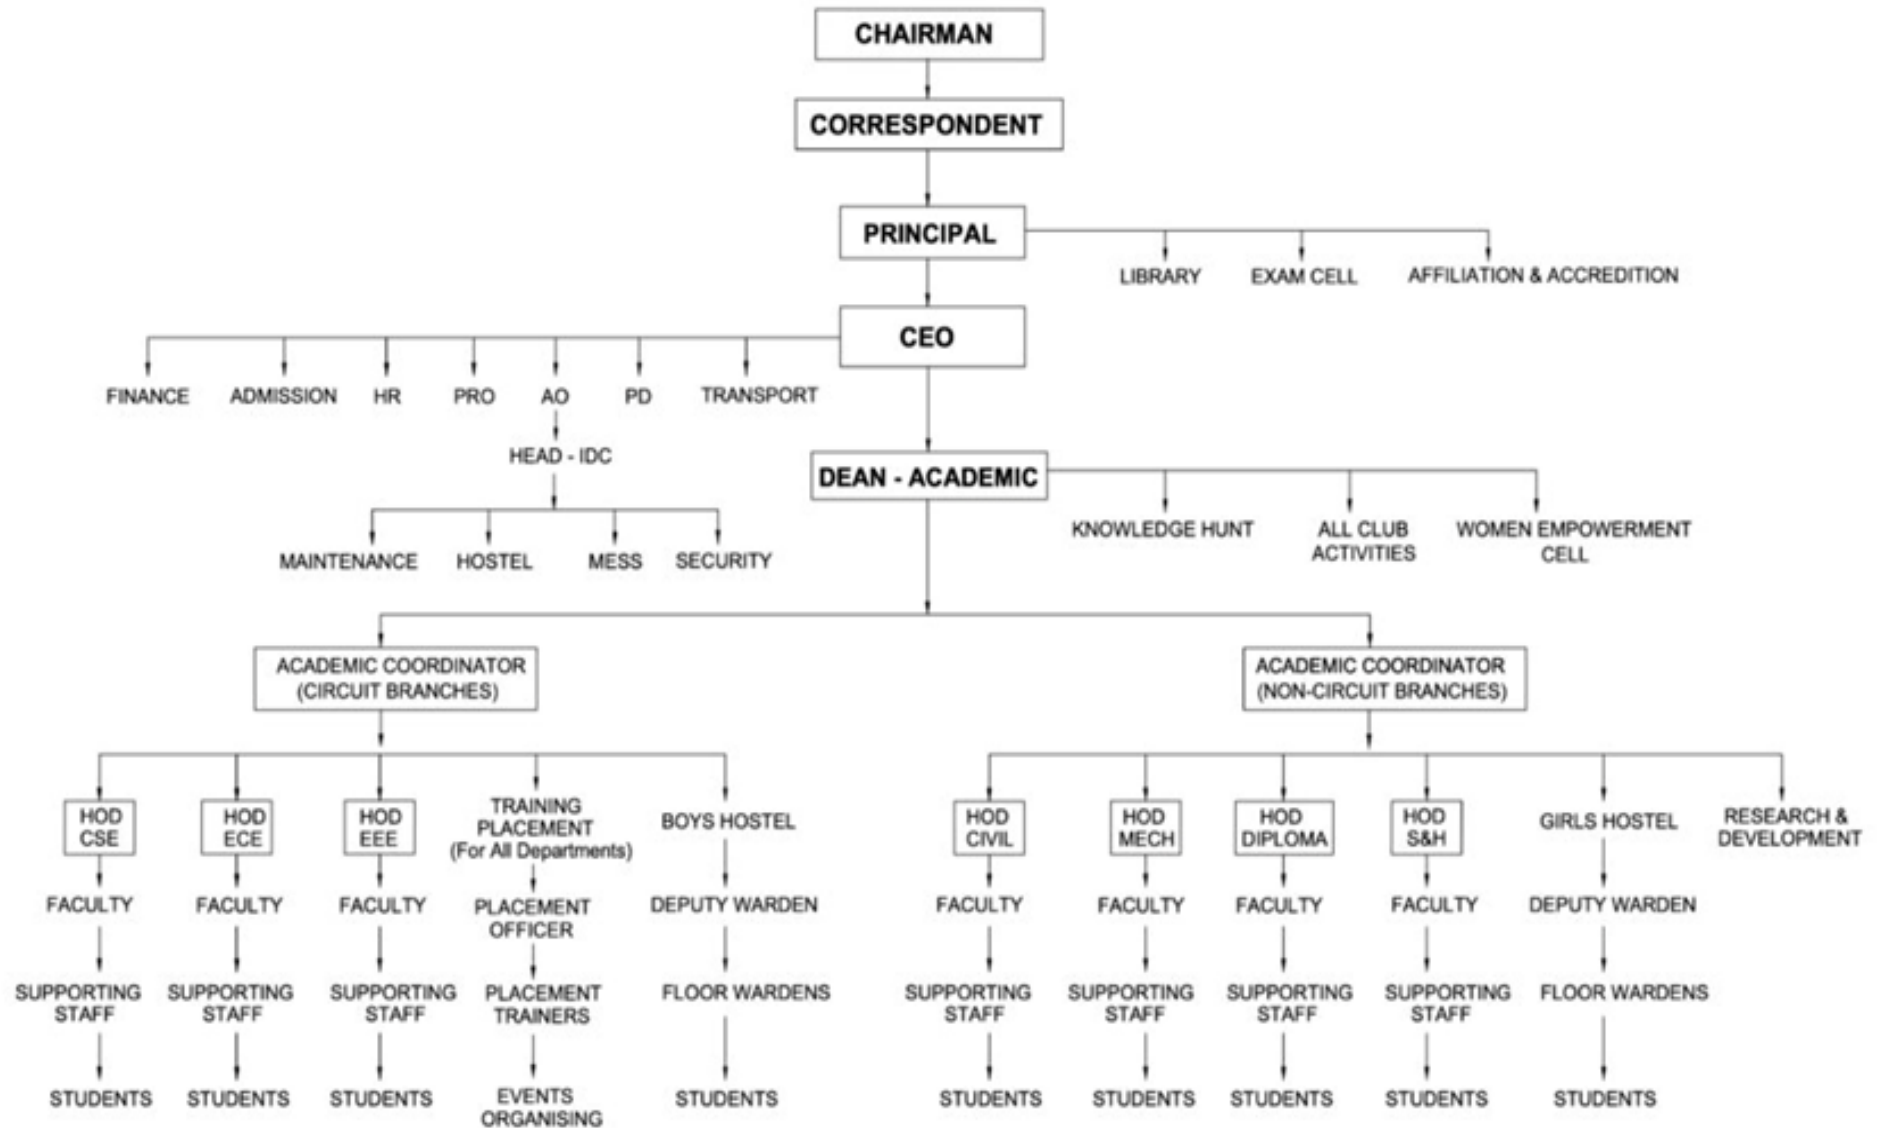 CHAIRMAN
CORRESPONDENT
PRINCIPAL
LIBRARY
EXAM CELL
AFFILIATION & ACCREDITION
CEO
FINANCE
ADMISSION
HR
PRO
AO
PD
TRANSPORT
HEAD - IDC
MAINTENANCE
HOSTEL
MESS
SECURITY
DEAN - ACADEMIC
KNOWLEDGE HUNT
ALL CLUB
ACTIVITIES
WOMEN EMPOWERMENT
CELL
ACADEMIC COORDINATOR
(CIRCUIT BRANCHES)
ACADEMIC COORDINATOR
(NON-CIRCUIT BRANCHES)
HOD
CSE
HOD
ECE
HOD
EEE
TRAINING
PLACEMENT
(For All Departments)
BOYS HOSTEL
HOD
CIVIL
HOD
MECH
HOD
DIPLOMA
HOD
S&H
GIRLS HOSTEL
RESEARCH &
DEVELOPMENT
FACULTY
FACULTY
FACULTY
PLACEMENT
OFFICER
DEPUTY WARDEN
FACULTY
FACULTY
FACULTY
FACULTY
DEPUTY WARDEN
SUPPORTING
STAFF
SUPPORTING
STAFF
SUPPORTING
STAFF
PLACEMENT
TRAINERS
FLOOR WARDENS
SUPPORTING
STAFF
SUPPORTING
STAFF
SUPPORTING
STAFF
SUPPORTING
STAFF
FLOOR WARDENS
STUDENTS
STUDENTS
STUDENTS
EVENTS
ORGANISING
STUDENTS
STUDENTS
STUDENTS
STUDENTS
STUDENTS
STUDENTS